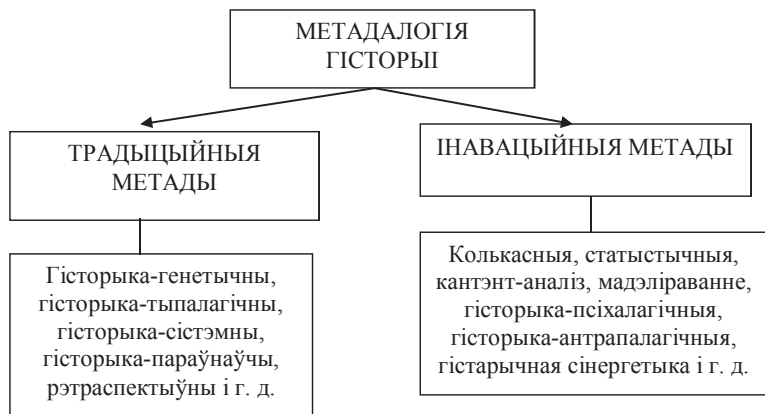 МЕТАДАЛОГІЯ
ГІСТОРЫІ
ТРАДЫЦЫЙНЫЯ
МЕТАДЫ
ІНАВАЦЫЙНЫЯ МЕТАДЫ
Гісторыка-генетычны,
гісторыка-тыпалагічны,
гісторыка-сістэмны,
гісторыка-параўнаўчы,
рэтраспектыўны і г. д.
Колькасныя, статыстычныя,
кантэнт-аналіз, мадэліраванне,
гісторыка-псіхалагічныя,
гісторыка-антрапалагічныя,
гістарычная сінергетыка і г. д.